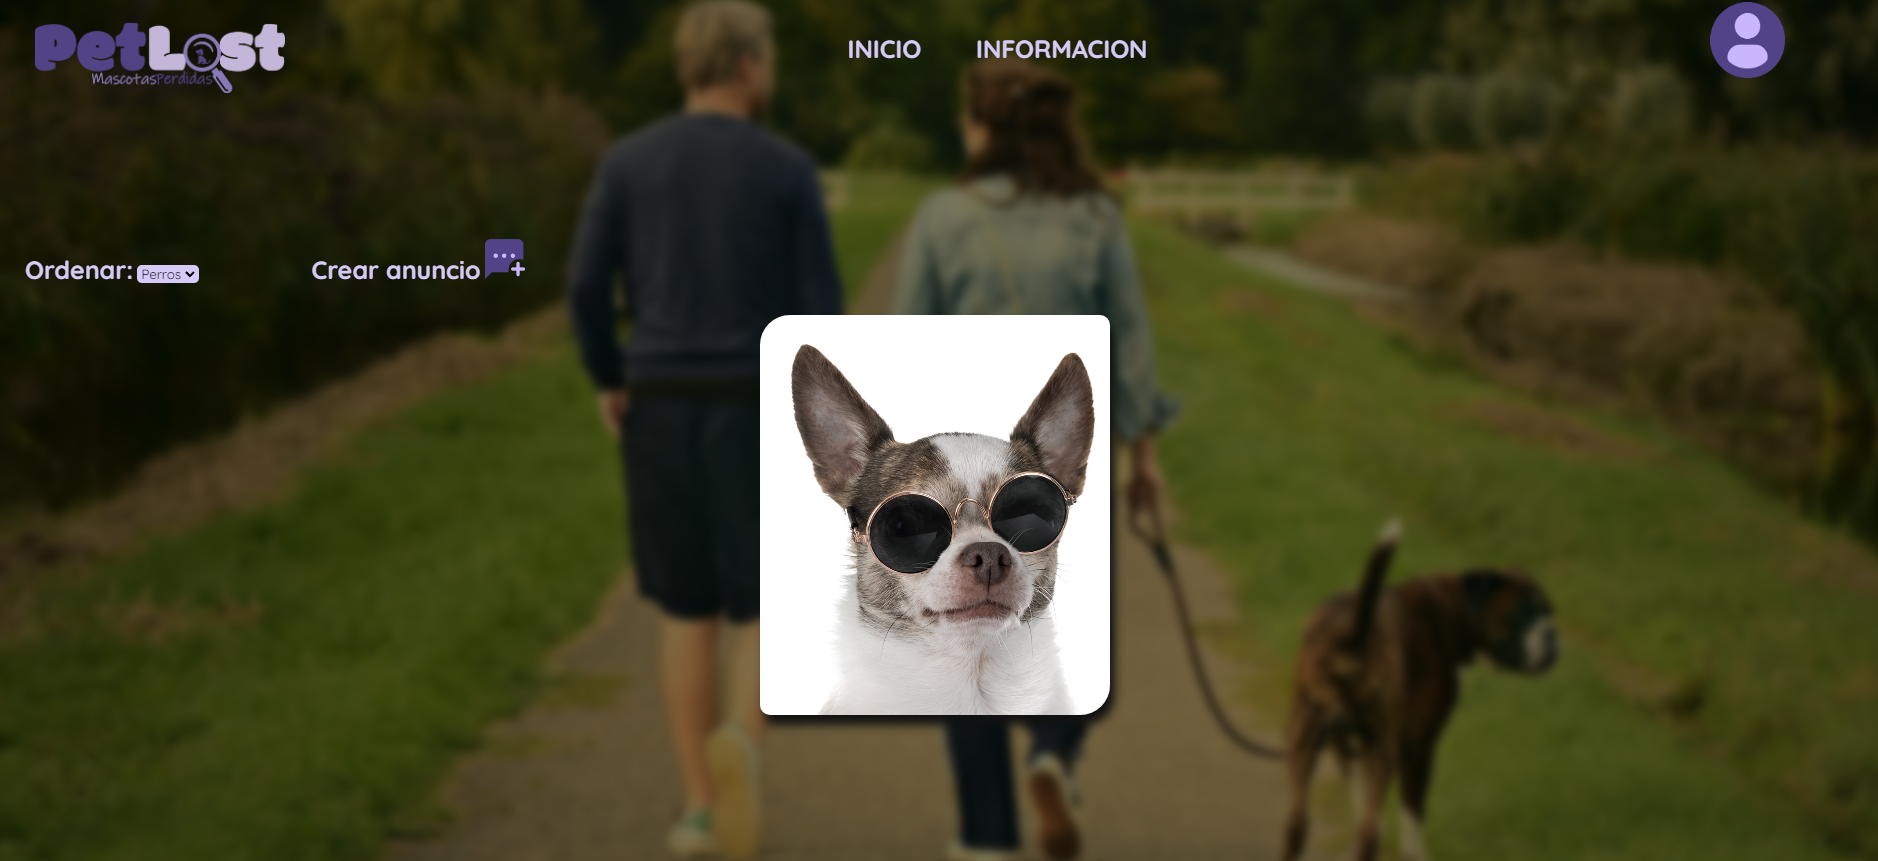 PetLost
MascotasPerdidas
INICIO INFORMACION
Ordenar: Perros Crear anuncio